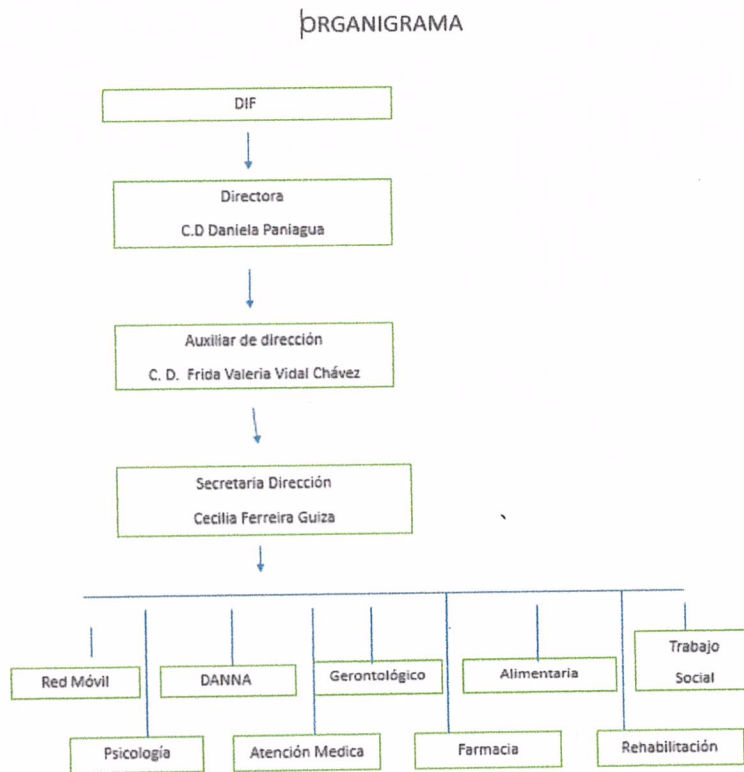 ORGANIGRAMA
DIF
Directora
C.D Daniela Paniagua
Auxiliar de dirección
C. D. Frida Valeria Vidal Chávez
Secretaria Dirección
Cecilia Ferreira Guiza
Red Móvil
DANNA
Gerontológico
Alimentaria
Trabajo
Social
Psicología
Atención Medica
Farmacia
Rehabilitación